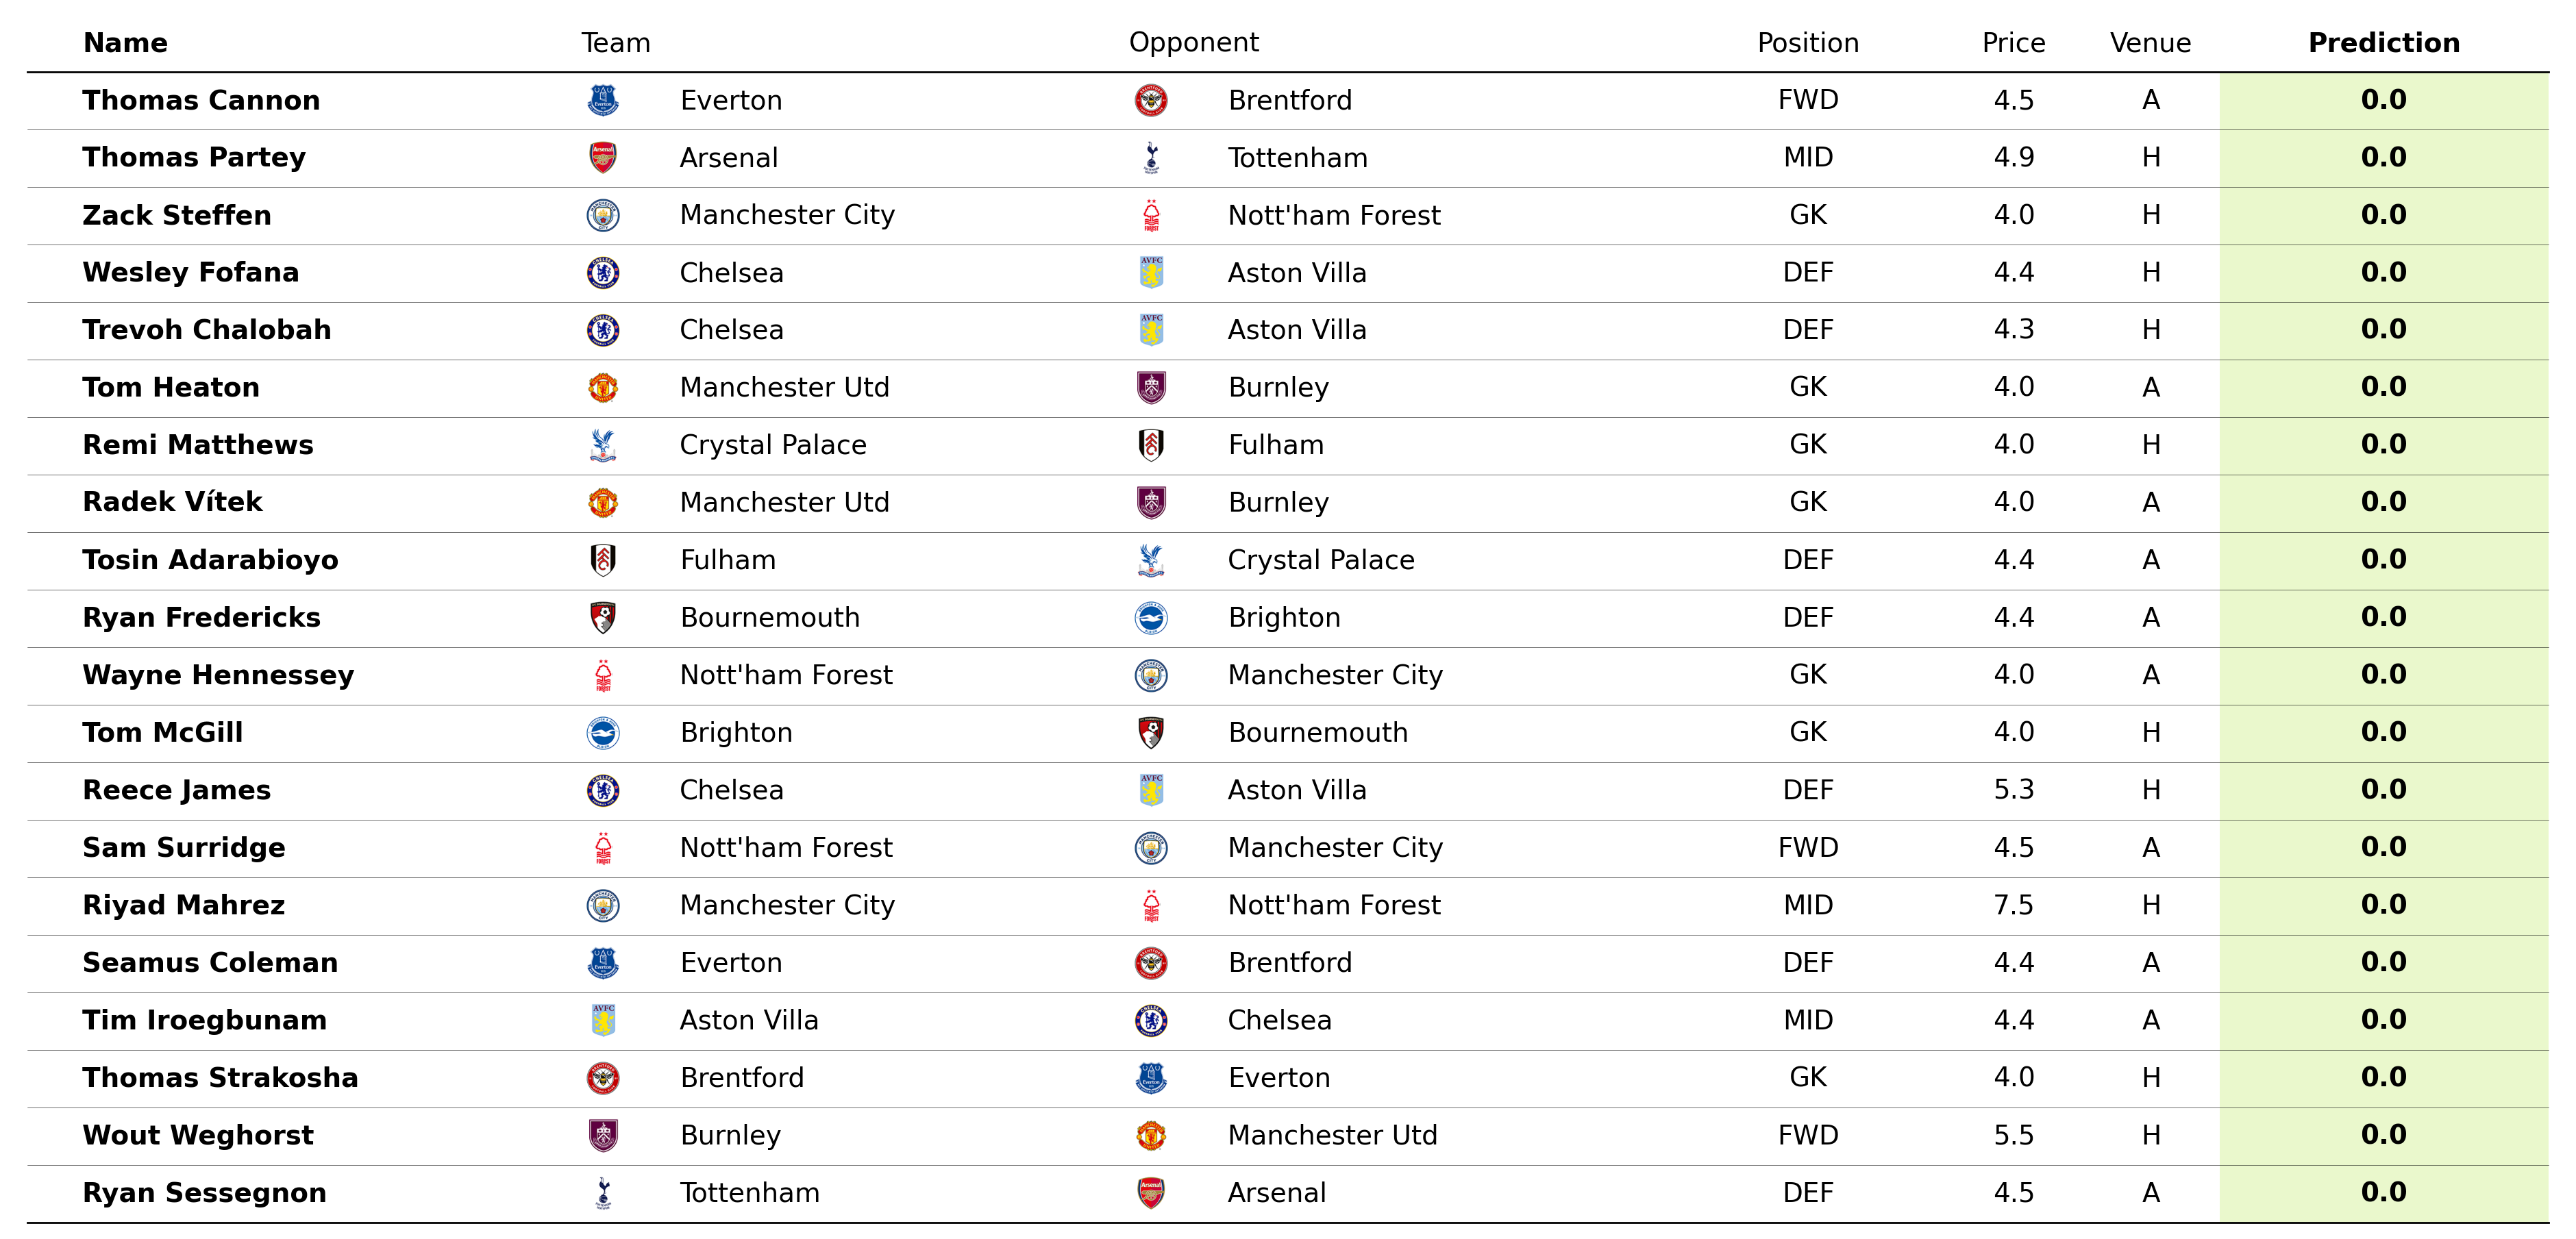 Name Team Opponent Position Price Venue Prediction
Thomas Cannon Everton Brentford FWD 4.5 A 0.0
Thomas Partey Arsenal Tottenham MID 4.9 H 0.0
Zack Steffen Manchester City Nott'ham Forest GK 4.0 H 0.0
Wesley Fofana Chelsea Aston Villa DEF 4.4 H 0.0
Trevoh Chalobah Chelsea Aston Villa DEF 4.3 H 0.0
Tom Heaton Manchester Utd Burnley GK 4.0 A 0.0
Remi Matthews Crystal Palace Fulham GK 4.0 H 0.0
Radek Vítek Manchester Utd Burnley GK 4.0 A 0.0
Tosin Adarabioyo Fulham Crystal Palace DEF 4.4 A 0.0
Ryan Fredericks Bournemouth Brighton DEF 4.4 A 0.0
Wayne Hennessey Nott'ham Forest Manchester City GK 4.0 A 0.0
Tom McGill Brighton Bournemouth GK 4.0 H 0.0
Reece James Chelsea Aston Villa DEF 5.3 H 0.0
Sam Surridge Nott'ham Forest Manchester City FWD 4.5 A 0.0
Riyad Mahrez Manchester City Nott'ham Forest MID 7.5 H 0.0
Seamus Coleman Everton Brentford DEF 4.4 A 0.0
Tim Iroegbunam Aston Villa Chelsea MID 4.4 A 0.0
Thomas Strakosha Brentford Everton GK 4.0 H 0.0
Wout Weghorst Burnley Manchester Utd FWD 5.5 H 0.0
Ryan Sessegnon Tottenham Arsenal DEF 4.5 A 0.0